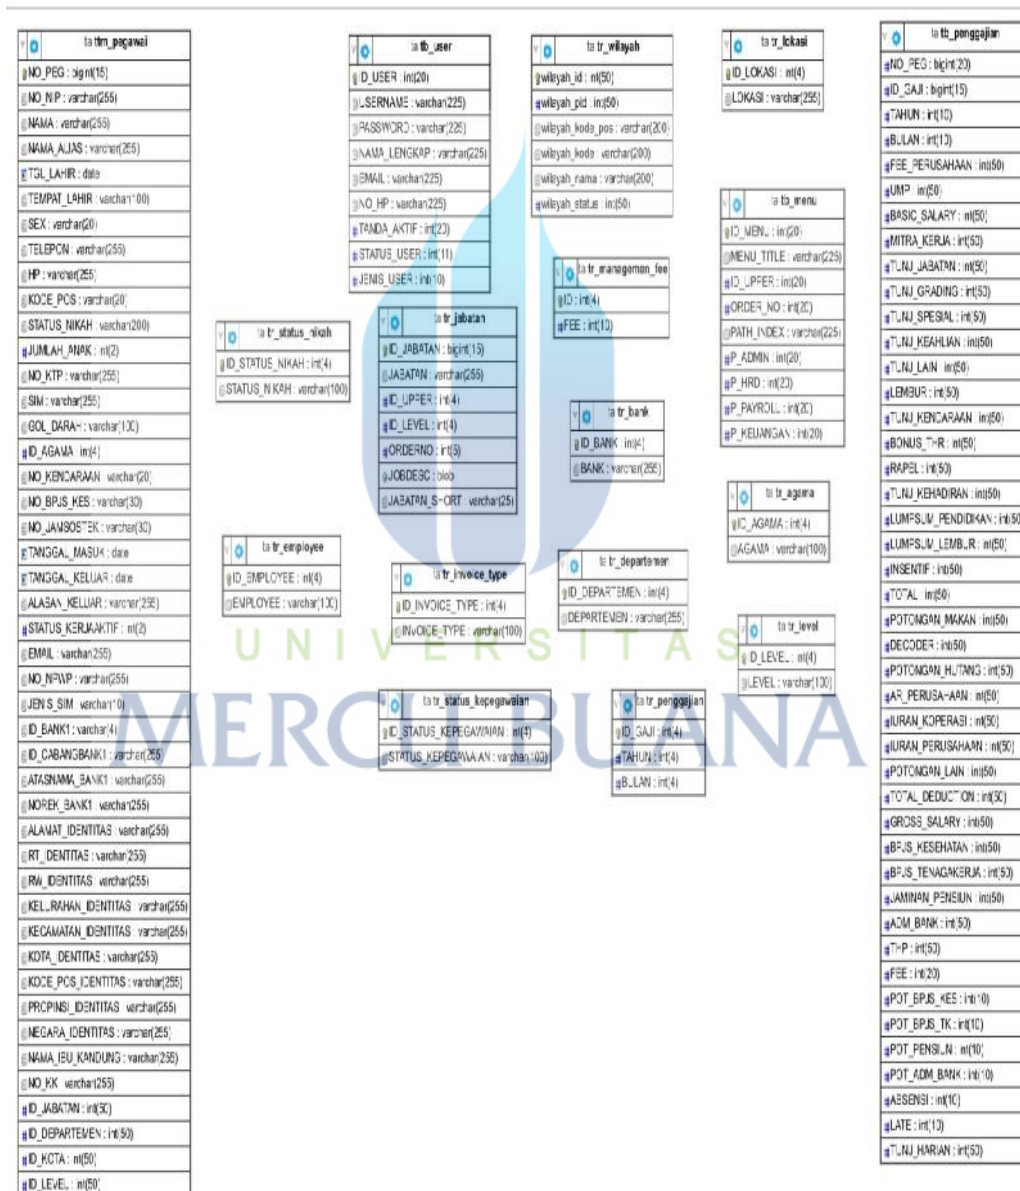 ta ttm_pegawai
NO_PEG : bigint(15)
NO_NIP : varchar(255)
NAMA : varchar(255)
NAMA_ALIAS : varchar(255)
TGL_LAHIR : date
TEMPAT_LAHIR : varchar(100)
SEX : varchar(20)
TELEPON : varchar(255)
HP : varchar(255)
KODE_POS : varchar(20)
STATUS_NIKAH : varchar(200)
JUMLAH_ANAK : int(2)
NO_KTP : varchar(255)
SIM : varchar(255)
GOL_DARAH : varchar(100)
ID_AGAMA : int(4)
NO_KENDARAAN : varchar(20)
NO_BPJS_KES : varchar(30)
NO_JAMSOSTEK : varchar(30)
TANGGAL_MASUK : date
TANGGAL_KELUAR : date
ALASAN_KELUAR : varchar(255)
STATUS_KERJAAKTIF : int(2)
EMAIL : varchar(255)
NO_NPWP : varchar(255)
JENIS_SIM : varchar(10)
ID_BANK1 : varchar(4)
ID_CABANGBANK1 : varchar(255)
ATASNAMA_BANK1 : varchar(255)
NOREK_BANK1 : varchar(255)
ALAMAT_IDENTITAS : varchar(255)
RT_IDENTITAS : varchar(255)
RW_IDENTITAS : varchar(255)
KELURAHAN_IDENTITAS : varchar(255)
KECAMATAN_IDENTITAS : varchar(255)
KOTA_IDENTITAS : varchar(255)
KODE_POS_IDENTITAS : varchar(255)
PROPINSI_IDENTITAS : varchar(255)
NEGARA_IDENTITAS : varchar(255)
NAMA_IBU_KANDUNG : varchar(255)
NO_KK : varchar(255)
ID_JABATAN : int(50)
ID_DEPARTEMEN : int(50)
ID_KOTA : int(50)
ID_LEVEL : int(50)
ta tb_user
ID_USER : int(20)
USERNAME : varchar(225)
PASSWORD : varchar(225)
NAMA_LENGKAP : varchar(225)
EMAIL : varchar(225)
NO_HP : varchar(225)
TANDA_AKTIF : int(20)
STATUS_USER : int(11)
JENIS_USER : int(10)
ta tr_wilayah
wilayah_id : int(50)
wilayah_pid : int(50)
wilayah_kode_pos : varchar(200)
wilayah_kode : varchar(200)
wilayah_nama : varchar(200)
wilayah_status : int(50)
ta tr_lokasi
ID_LOKASI : int(4)
LOKASI : varchar(255)
ta tb_menu
ID_MENU : int(20)
MENU_TITLE : varchar(225)
ID_UPPER : int(20)
ORDER_NO : int(20)
PATH_INDEX : varchar(225)
P_ADMIN : int(20)
P_HRD : int(20)
P_PAYROLL : int(20)
P_KEUANGAN : int(20)
ta tr_managemen_fee
ID : int(4)
FEE : int(10)
ta tr_status_nikah
ID_STATUS_NIKAH : int(4)
STATUS_NIKAH : varchar(100)
ta tr_jabatan
ID_JABATAN : bigint(15)
JABATAN : varchar(255)
ID_UPPER : int(4)
ID_LEVEL : int(4)
ORDERNO : int(5)
JOBDESC : blob
JABATAN_SHORT : varchar(25)
ta tr_bank
ID_BANK : int(4)
BANK : varchar(255)
ta tr_agama
ID_AGAMA : int(4)
AGAMA : varchar(100)
ta tr_employee
ID_EMPLOYEE : int(4)
EMPLOYEE : varchar(100)
ta tr_invoice_type
ID_INVOICE_TYPE : int(4)
INVOICE_TYPE : varchar(100)
ta tr_departemen
ID_DEPARTEMEN : int(4)
DEPARTEMEN : varchar(255)
ta tr_level
ID_LEVEL : int(4)
LEVEL : varchar(100)
UNIVERSITAS
MERCU BUANA
ta tr_status_kepegawaian
ID_STATUS_KEPEGAWAIAN : int(4)
STATUS_KEPEGAWAIAN : varchar(100)
ta tr_penggajian
ID_GAJI : int(4)
TAHUN : int(4)
BULAN : int(4)
ta tb_penggajian
NO_PEG : bigint(20)
ID_GAJI : bigint(15)
TAHUN : int(10)
BULAN : int(10)
FEE_PERUSAHAAN : int(50)
UMP : int(50)
BASIC_SALARY : int(50)
MITRA_KERJA : int(50)
TUNJ_JABATAN : int(50)
TUNJ_GRADING : int(50)
TUNJ_SPESIAL : int(50)
TUNJ_KEAHLIAN : int(50)
TUNJ_LAIN : int(50)
LEMBUR : int(50)
TUNJ_KENDARAAN : int(50)
BONUS_THR : int(50)
RAPEL : int(50)
TUNJ_KEHADIRAN : int(50)
LUMPSUM_PENDIDIKAN : int(50
LUMPSUM_LEMBUR : int(50)
INSENTIF : int(50)
TOTAL : int(50)
POTONGAN_MAKAN : int(50)
DECODER : int(50)
POTONGAN_HUTANG : int(50)
AR_PERUSAHAAN : int(50)
IURAN_KOPERASI : int(50)
IURAN_PERUSAHAAN : int(50)
POTONGAN_LAIN : int(50)
TOTAL_DEDUCTION : int(50)
GROSS_SALARY : int(50)
BPJS_KESEHATAN : int(50)
BPJS_TENAGAKERJA : int(50)
JAMINAN_PENSIUN : int(50)
ADM_BANK : int(50)
THP : int(50)
FEE : int(20)
POT_BPJS_KES : int(10)
POT_BPJS_TK : int(10)
POT_PENSIUN : int(10)
POT_ADM_BANK : int(10)
ABSENSI : int(10)
LATE : int(10)
TUNJ_HARIAN : int(50)